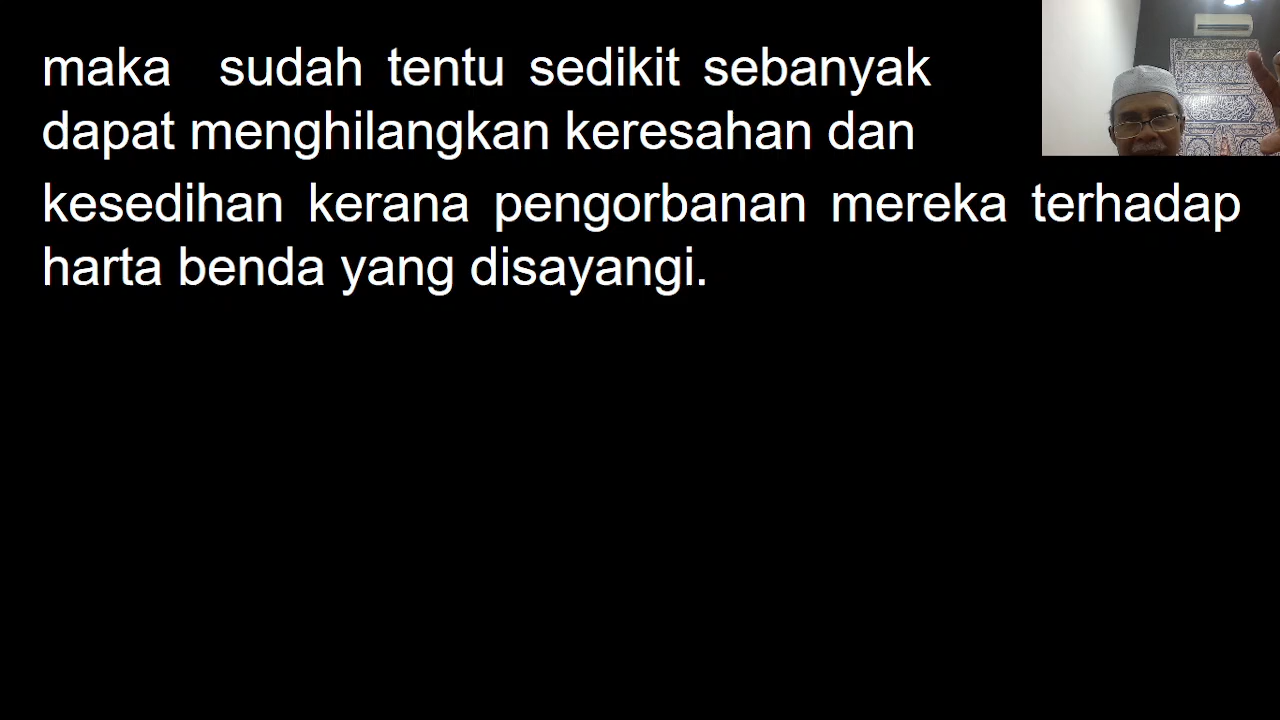 maka sudah tentu sedikit sebanyak
dapat menghilangkan keresahan dan
kesedihan kerana pengorbanan mereka terhadap
harta benda yang disayangi.